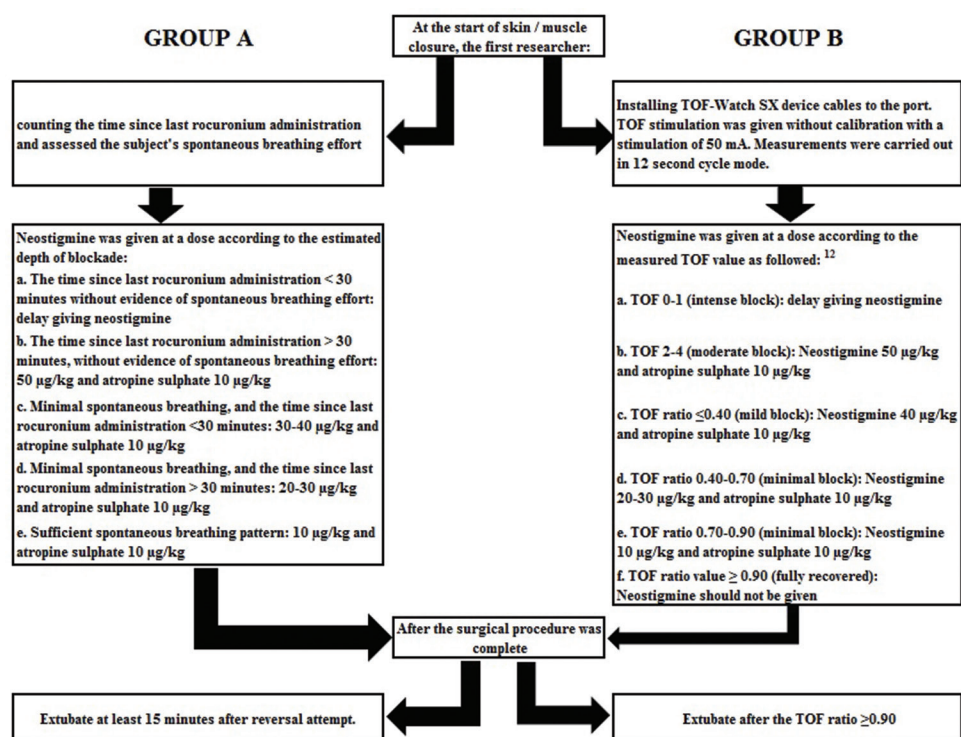 GROUP A
At the start of skin / muscle
closure, the first researcher:
GROUP B
counting the time since last rocuronium administration
and assessed the subject's spontaneous breathing effort
Installing TOF-Watch SX device cables to the port.
TOF stimulation was given without calibration with a
stimulation of 50 mA. Measurements were carried out
in 12 second cycle mode.
Neostigmine was given at a dose according to the estimated
depth of blockade:
a. The time since last rocuronium administration < 30
minutes without evidence of spontaneous breathing effort:
delay giving neostigmine
b. The time since last rocuronium administration > 30
minutes, without evidence of spontaneous breathing effort:
50 µg/kg and atropine sulphate 10 µg/kg
c. Minimal spontaneous breathing, and the time since last
rocuronium administration <30 minutes: 30-40 µg/kg and
atropine sulphate 10 µg/kg
d. Minimal spontaneous breathing, and the time since last
rocuronium administration > 30 minutes: 20-30 µg/kg
and atropine sulphate 10 µg/kg
e. Sufficient spontaneous breathing pattern: 10 µg/kg and
atropine sulphate 10 µg/kg
Neostigmine was given at a dose according to the
measured TOF value as followed: 12
a. TOF 0-1 (intense block): delay giving neostigmine
b. TOF 2-4 (moderate block): Neostigmine 50 µg/kg
and atropine sulphate 10 µg/kg
c. TOF ratio ≤0.40 (mild block): Neostigmine 40 µg/kg
and atropine sulphate 10 µg/kg
d. TOF ratio 0.40-0.70 (minimal block): Neostigmine
20-30 µg/kg and atropine sulphate 10 µg/kg
e. TOF ratio 0.70-0.90 (minimal block): Neostigmine
10 µg/kg and atropine sulphate 10 µg/kg
f. TOF ratio value ≥ 0.90 (fully recovered):
Neostigmine should not be given
After the surgical procedure was
complete
Extubate at least 15 minutes after reversal attempt.
Extubate after the TOF ratio ≥0.90